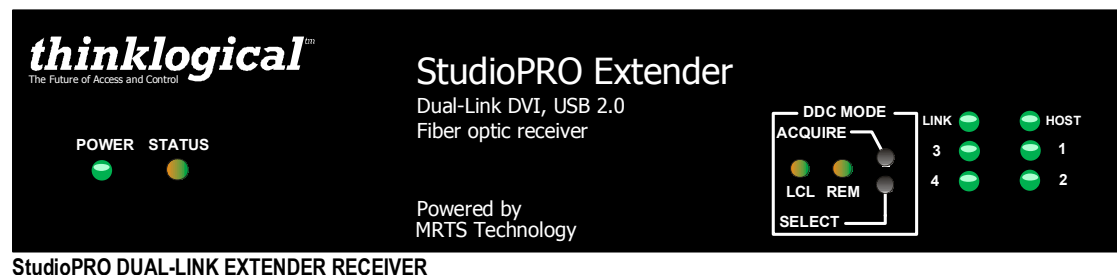 thinklogical tm
The Future of Access and Control
POWER STATUS
StudioPRO Extender
Dual-Link DVI, USB 2.0
Fiber optic receiver
Powered by
MRTS Technology
DDC MODE
ACQUIRE
LCL REM
SELECT
LINK HOST
3 1
4 2
StudioPRO DUAL-LINK EXTENDER RECEIVER